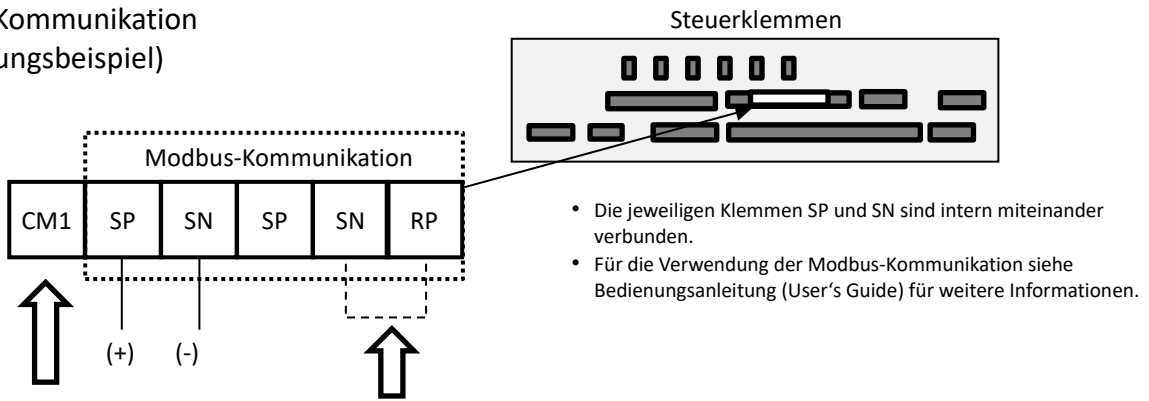 Kommunikation
ungsbeispiel)
Steuerklemmen
Modbus-Kommunikation
CM1 SP SN SP SN RP
(+) (-)
• Die jeweiligen Klemmen SP und SN sind intern miteinander
verbunden.
• Für die Verwendung der Modbus-Kommunikation siehe
Bedienungsanleitung (User‘s Guide) für weitere Informationen.